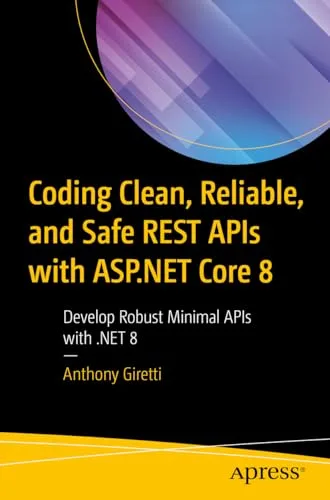 Coding Clean, Reliable,
and Safe REST APIs
with ASP.NET Core 8
Develop Robust Minimal APIs
with .NET 8
—
Anthony Giretti
Apress®